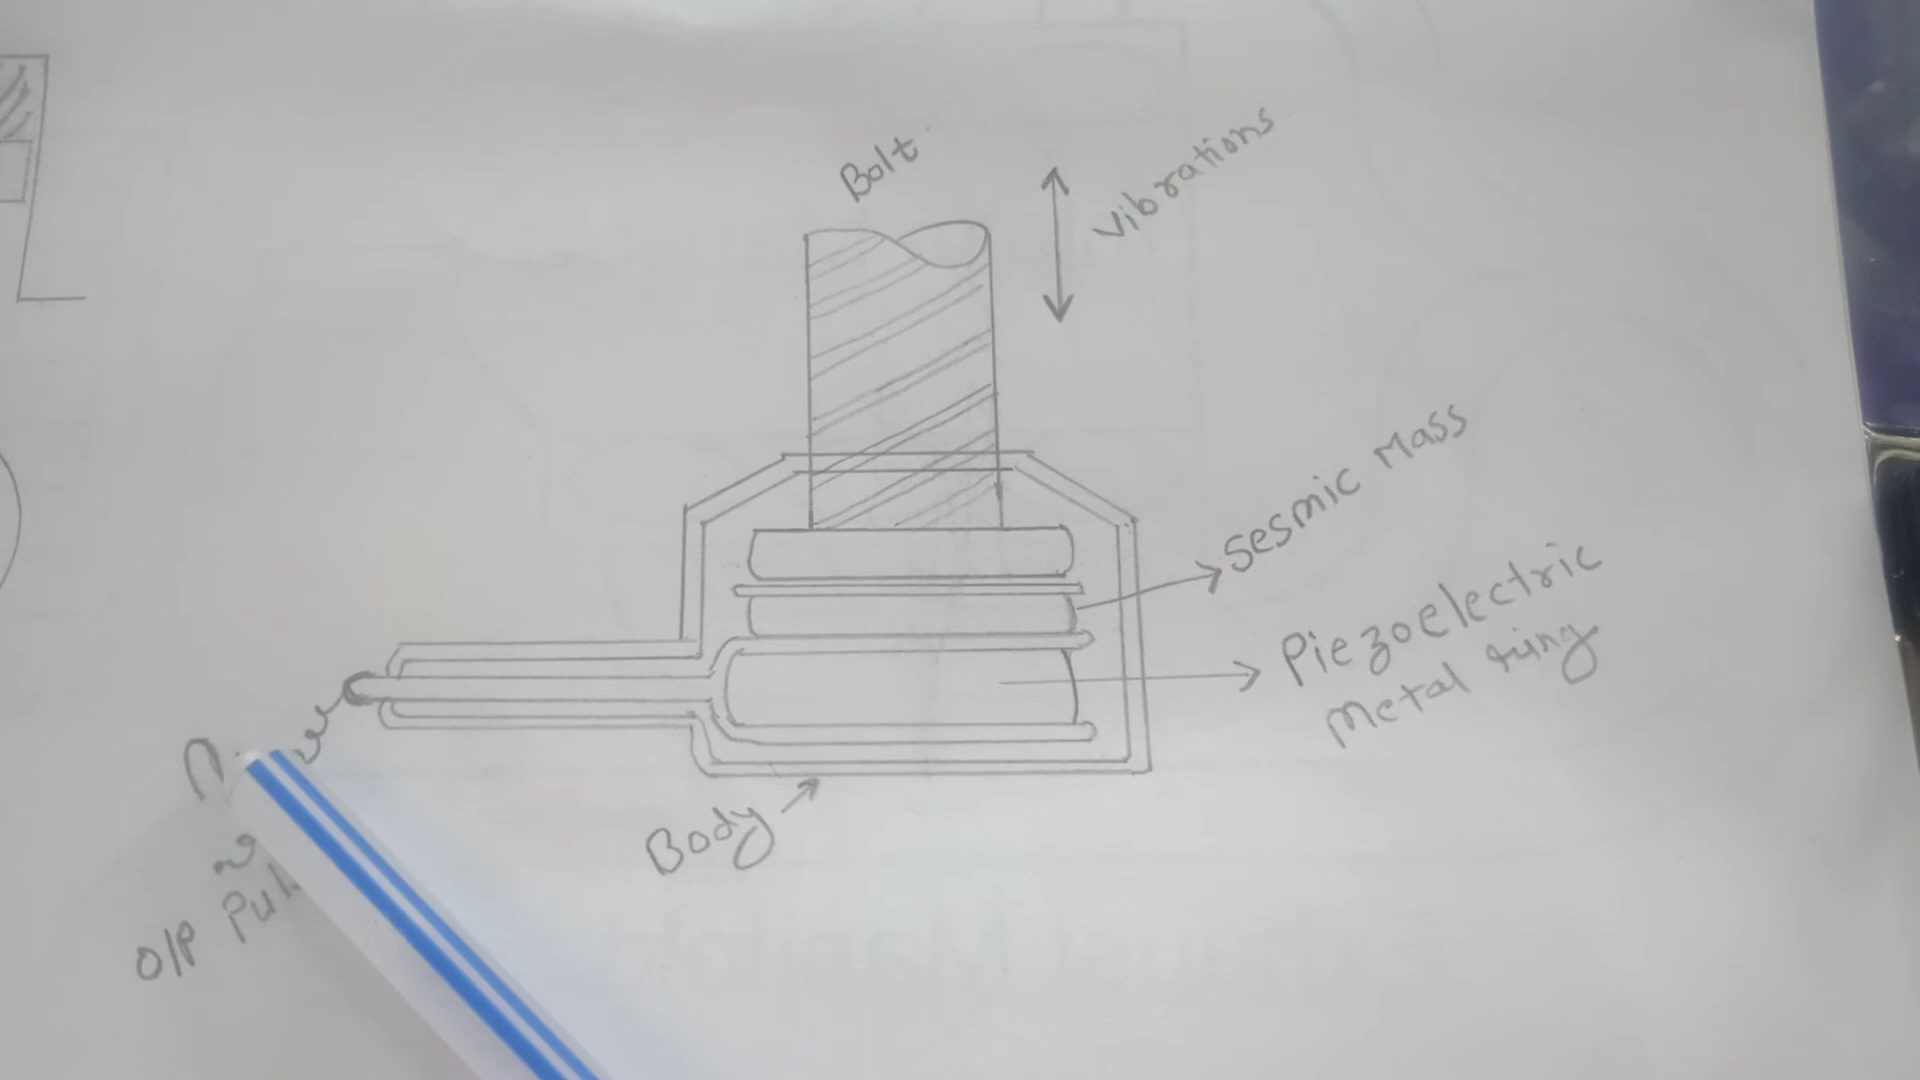 Bolt
Vibrations
Sesmic Mass
Piezoelectric
Metal ring
Body
O/P